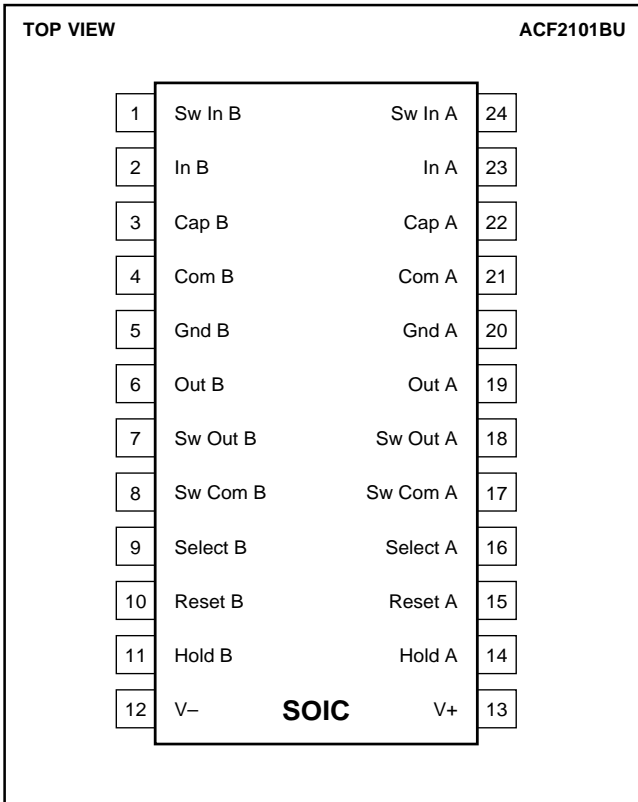 TOP VIEW ACF2101BU
1 Sw In B Sw In A 24
2 In B In A 23
3 Cap B Cap A 22
4 Com B Com A 21
5 Gnd B Gnd A 20
6 Out B Out A 19
7 Sw Out B Sw Out A 18
8 Sw Com B Sw Com A 17
9 Select B Select A 16
10 Reset B Reset A 15
11 Hold B Hold A 14
12 V– SOIC V+ 13